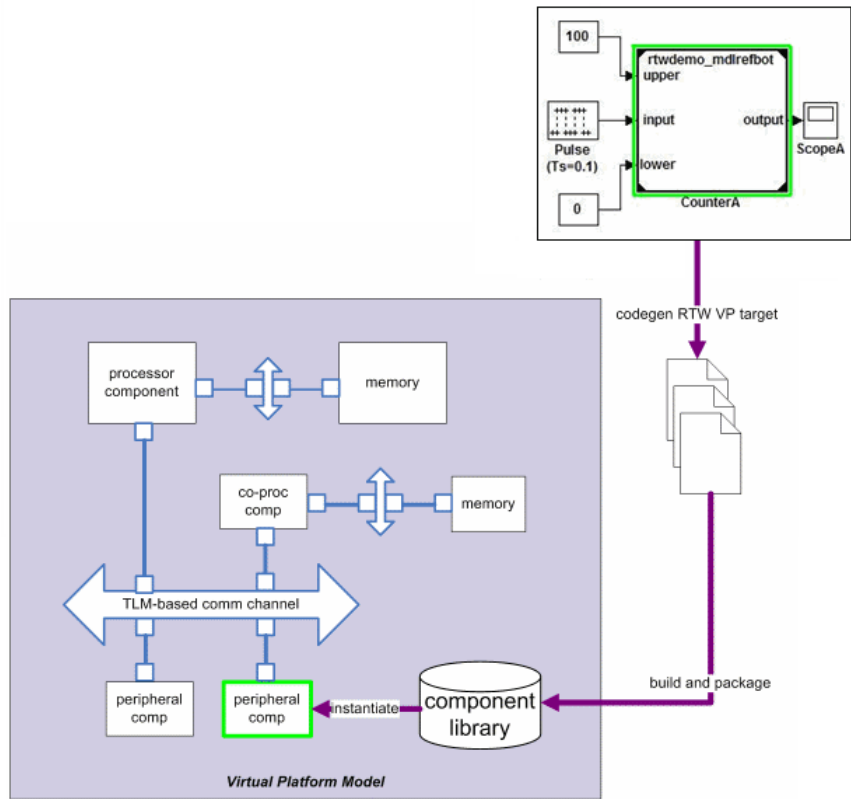 100
rtwdemo_mdlrefbot
upper
input
output
Pulse
(Ts=0.1)
lower
ScopeA
0
CounterA
codegen RTW VP target
processor
component
memory
co-proc
comp
memory
TLM-based comm channel
build and package
peripheral
comp
peripheral
comp
instantiate
component
library
Virtual Platform Model